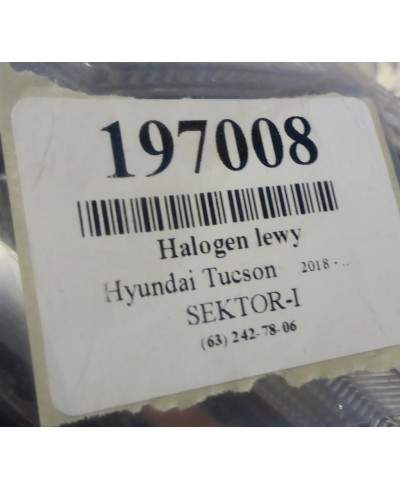 197008
Halogen lewy
Hyundai Tucson 2018 - ..
SEKTOR-I
(63) 242-78-06